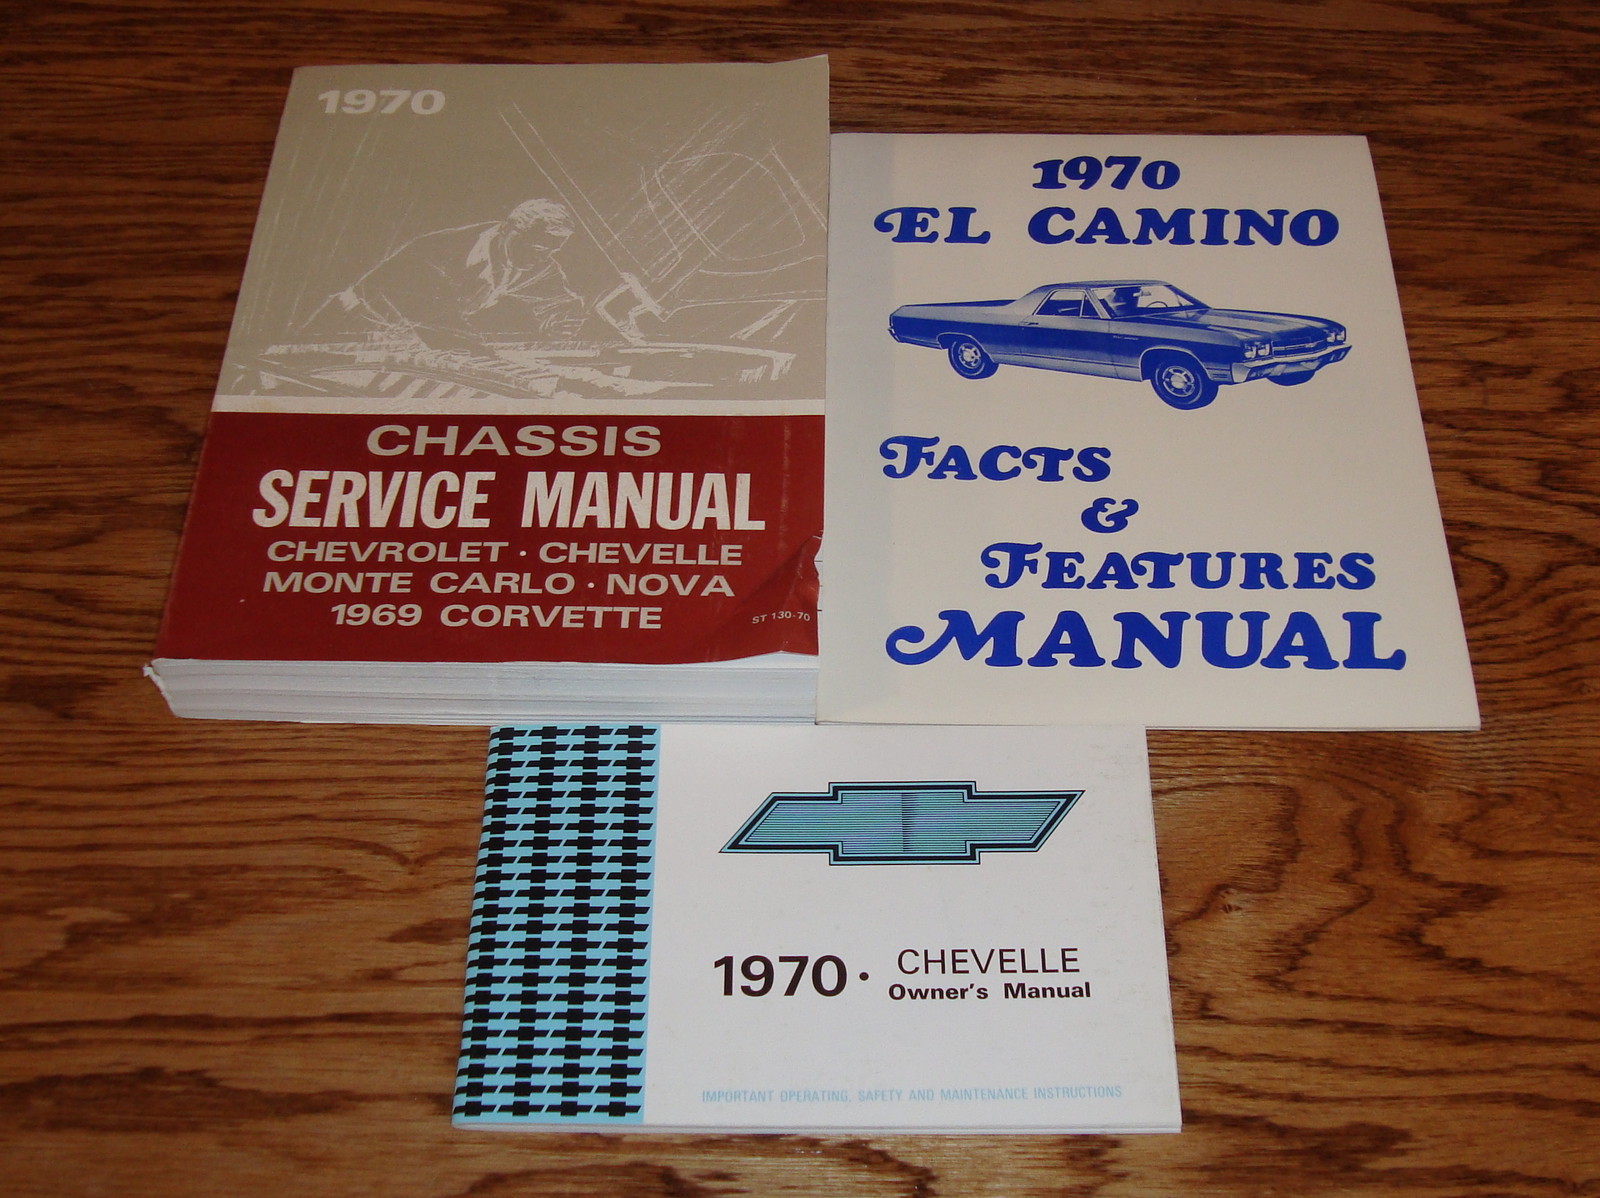 1970
CHASSIS
SERVICE MANUAL
CHEVROLET · CHEVELLE
MONTE CARLO · NOVA
1969 CORVETTE
ST 130-70
1970
EL CAMINO
FACTS
&
FEATURES
MANUAL
1970 · CHEVELLE
Owner's Manual
IMPORTANT OPERATING, SAFETY AND MAINTENANCE INSTRUCTIONS